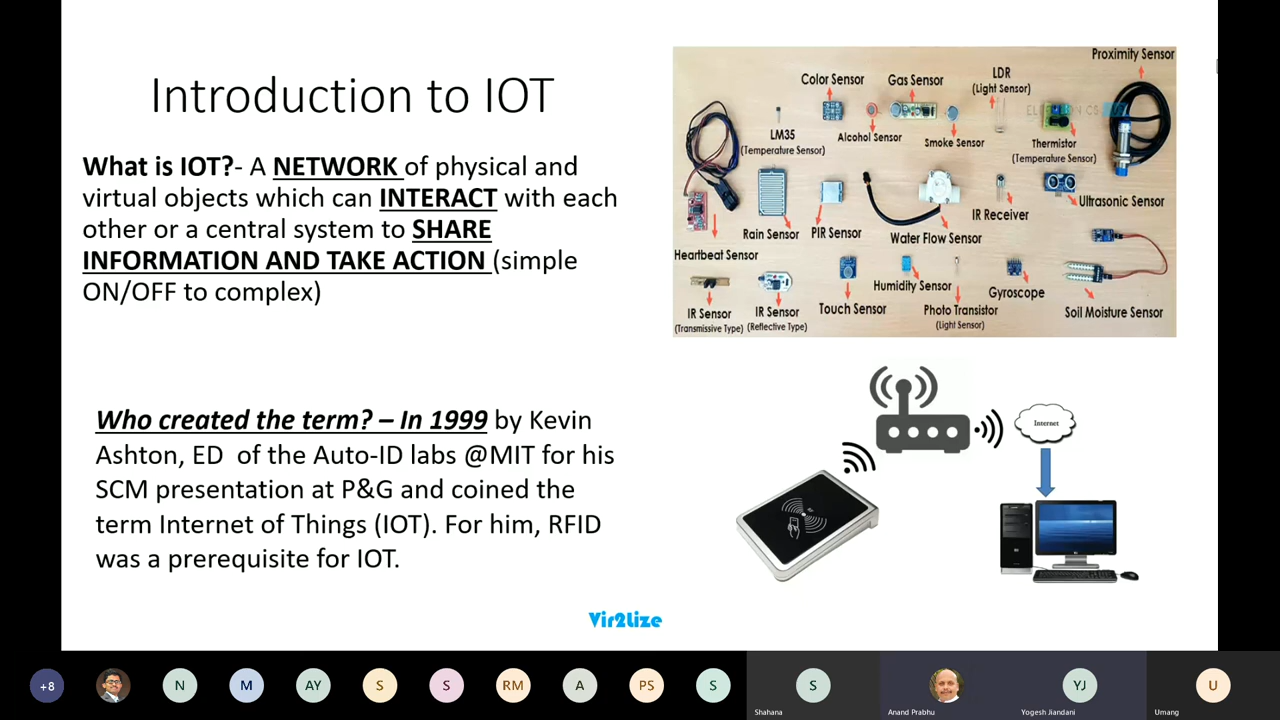 Introduction to IOT
What is IOT?- A NETWORK of physical and
virtual objects which can INTERACT with each
other or a central system to SHARE
INFORMATION AND TAKE ACTION (simple
ON/OFF to complex)
Who created the term? – In 1999 by Kevin
Ashton, ED of the Auto-ID labs @MIT for his
SCM presentation at P&G and coined the
term Internet of Things (IOT). For him, RFID
was a prerequisite for IOT.
Proximity Sensor
Color Sensor
Gas Sensor
LDR
(Light Sensor)
LM35
(Temperature Sensor)
Alcohol Sensor
Smoke Sensor
Thermistor
(Temperature Sensor)
Rain Sensor
PIR Sensor
Water Flow Sensor
IR Receiver
Ultrasonic Sensor
Heartbeat Sensor
IR Sensor
(Transmissive Type)
IR Sensor
(Reflective Type)
Touch Sensor
Humidity Sensor
Photo Transistor
(Light Sensor)
Gyroscope
Soil Moisture Sensor
Internet
Vir2Lize
+8
N
M
AY
S
S
RM
A
PS
S
S
YJ
U
Shahana
Anand Prabhu
Yogesh Jiandani
Umang